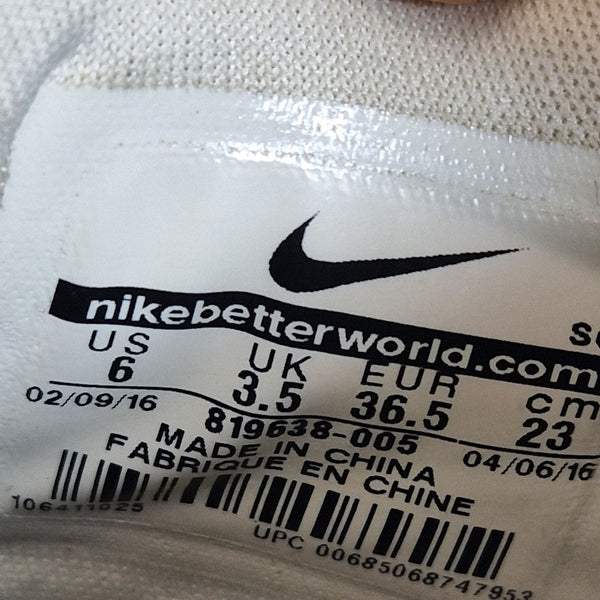 nikebetterworld.com
US UK EUR cm
6 3.5 36.5 23
02/09/16 819638-005 04/06/16
MADE IN CHINA
FABRIQUE EN CHINE
UPC 00685068747953